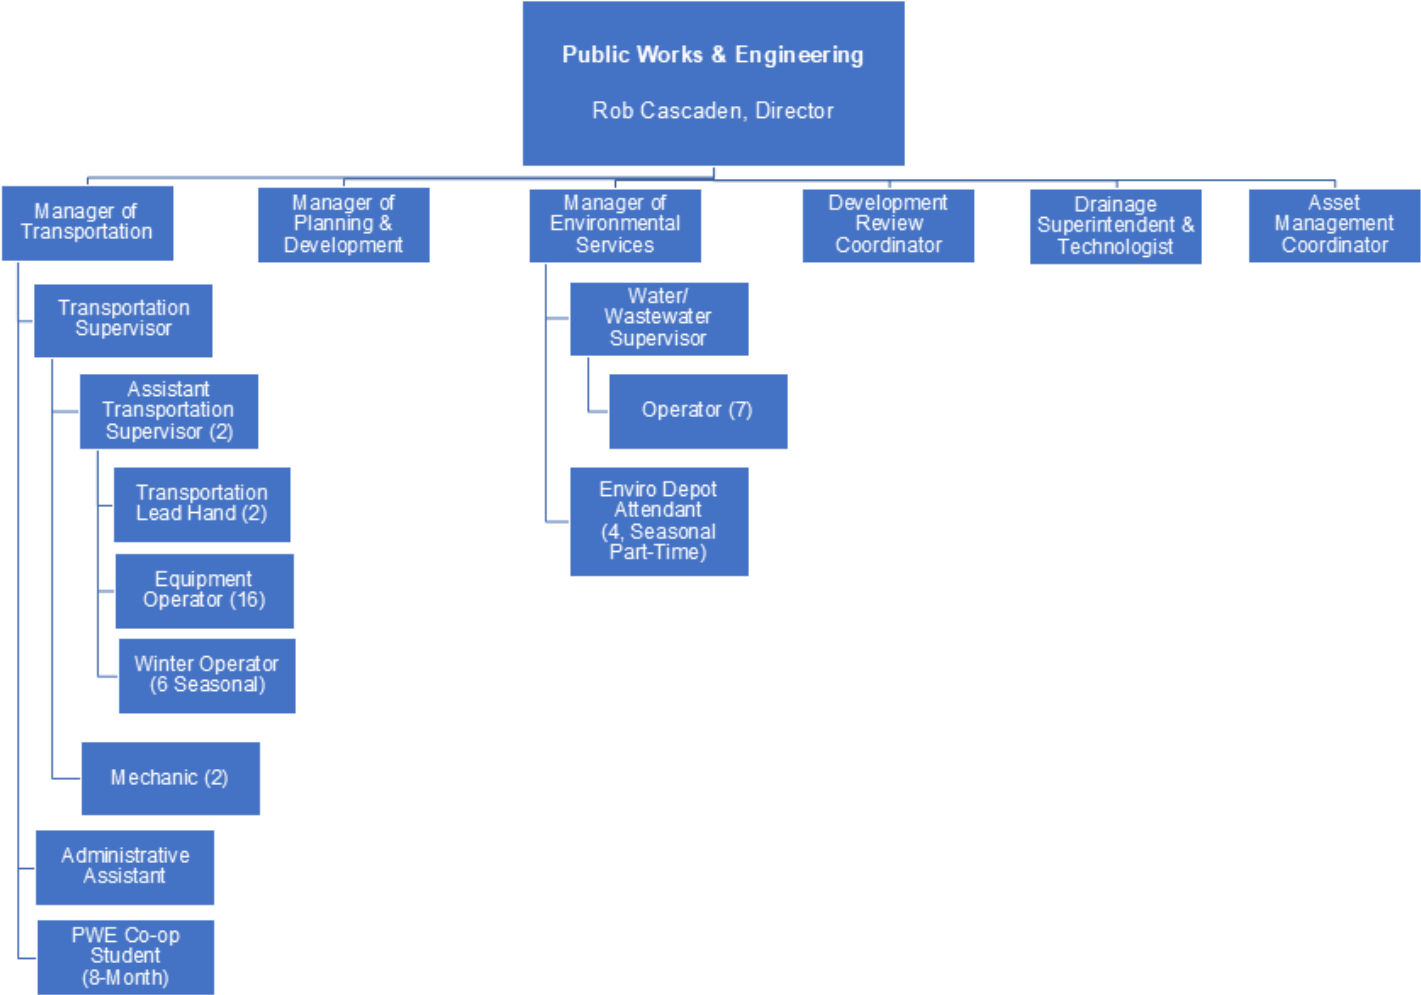 Public Works & Engineering
Rob Cascaden, Director
Manager of
Transportation
Manager of
Planning &
Development
Manager of
Environmental
Services
Development
Review
Coordinator
Drainage
Superintendent &
Technologist
Asset
Management
Coordinator
Transportation
Supervisor
Assistant
Transportation
Supervisor (2)
Transportation
Lead Hand (2)
Equipment
Operator (16)
Winter Operator
(6 Seasonal)
Mechanic (2)
Administrative
Assistant
PWE Co-op
Student
(8-Month)
Water/
Wastewater
Supervisor
Operator (7)
Enviro Depot
Attendant
(4, Seasonal
Part-Time)